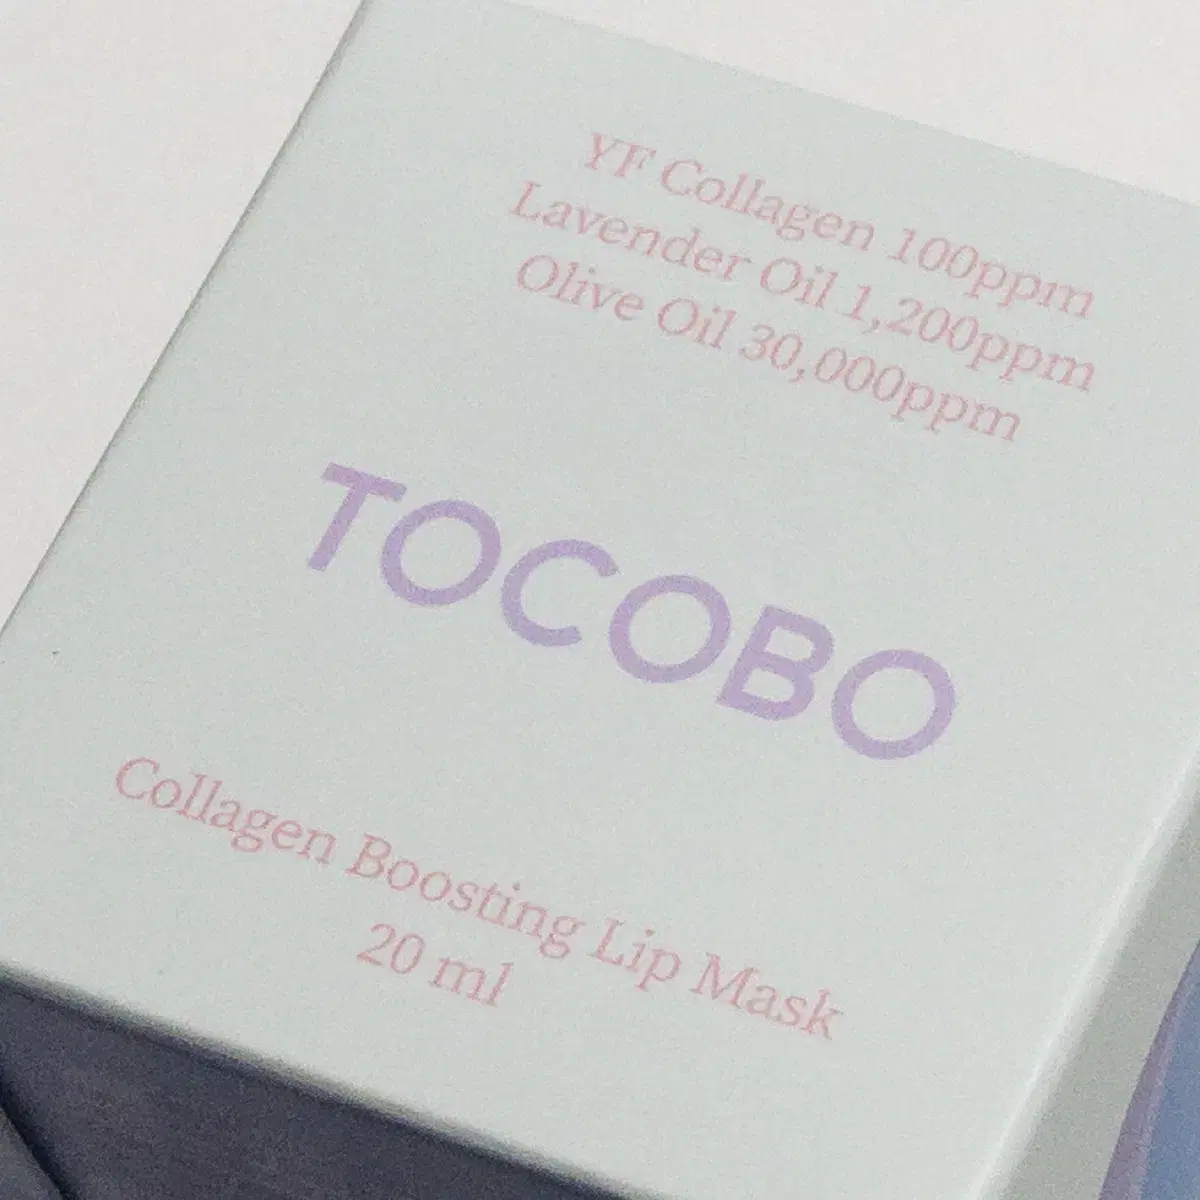 YF Collagen 100ppm
Lavender Oil 1,200ppm
Olive Oil 30,000ppm
TOCOBO
Collagen Boosting Lip Mask
20 ml